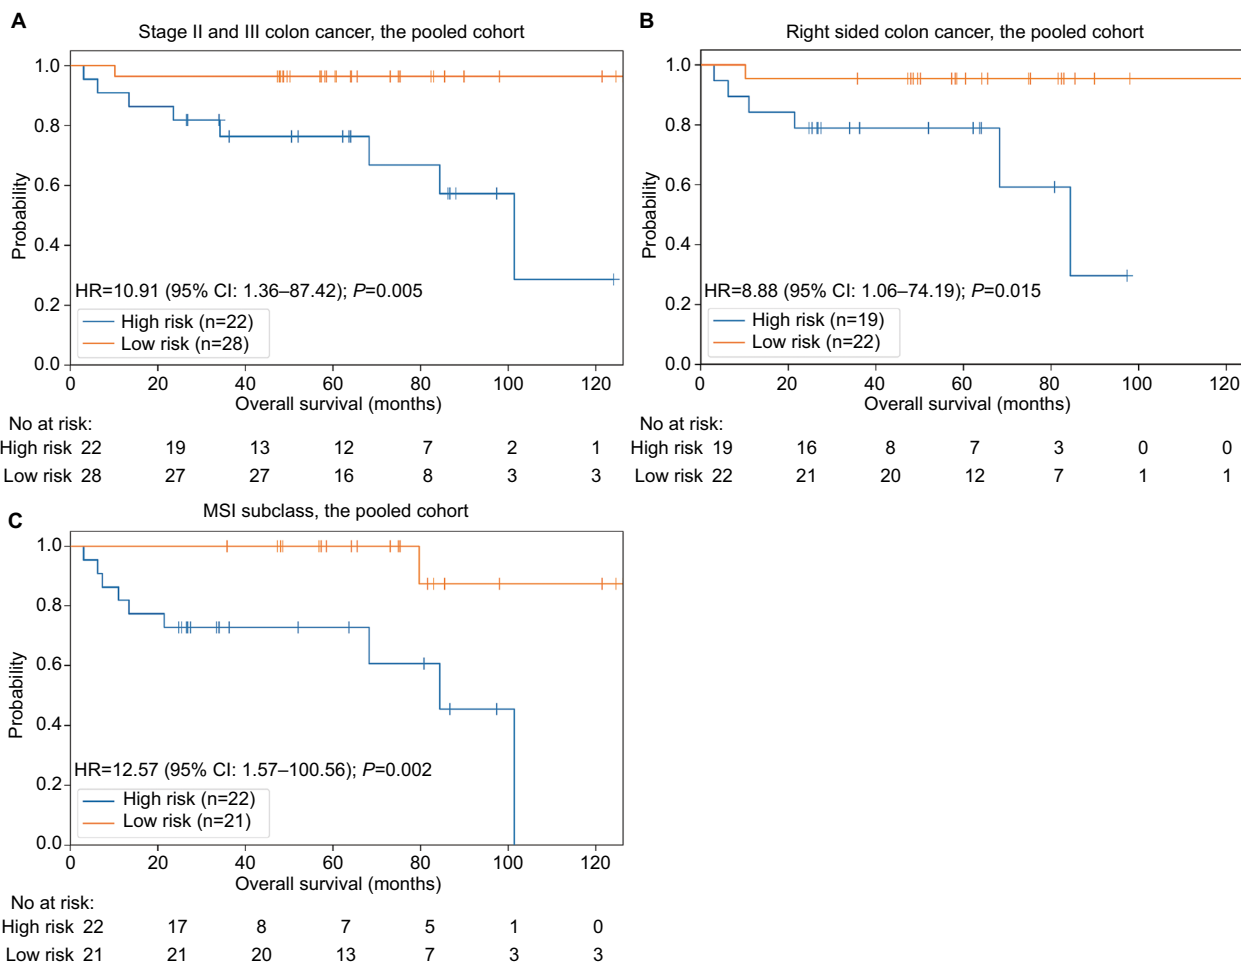 A
Stage II and III colon cancer, the pooled cohort
1.0
0.8
0.6
0.4
0.2
0.0
Probability
HR=10.91 (95% CI: 1.36–87.42); P=0.005
High risk (n=22)
Low risk (n=28)
0 20 40 60 80 100 120
Overall survival (months)
No at risk:
High risk 22 19 13 12 7 2 1
Low risk 28 27 27 16 8 3 3
B
Right sided colon cancer, the pooled cohort
1.0
0.8
0.6
0.4
0.2
0.0
Probability
HR=8.88 (95% CI: 1.06–74.19); P=0.015
High risk (n=19)
Low risk (n=22)
0 20 40 60 80 100 120
Overall survival (months)
No at risk:
High risk 19 16 8 7 3 0 0
Low risk 22 21 20 12 7 1 1
C
MSI subclass, the pooled cohort
1.0
0.8
0.6
0.4
0.2
0.0
Probability
HR=12.57 (95% CI: 1.57–100.56); P=0.002
High risk (n=22)
Low risk (n=21)
0 20 40 60 80 100 120
Overall survival (months)
No at risk:
High risk 22 17 8 7 5 1 0
Low risk 21 21 20 13 7 3 3